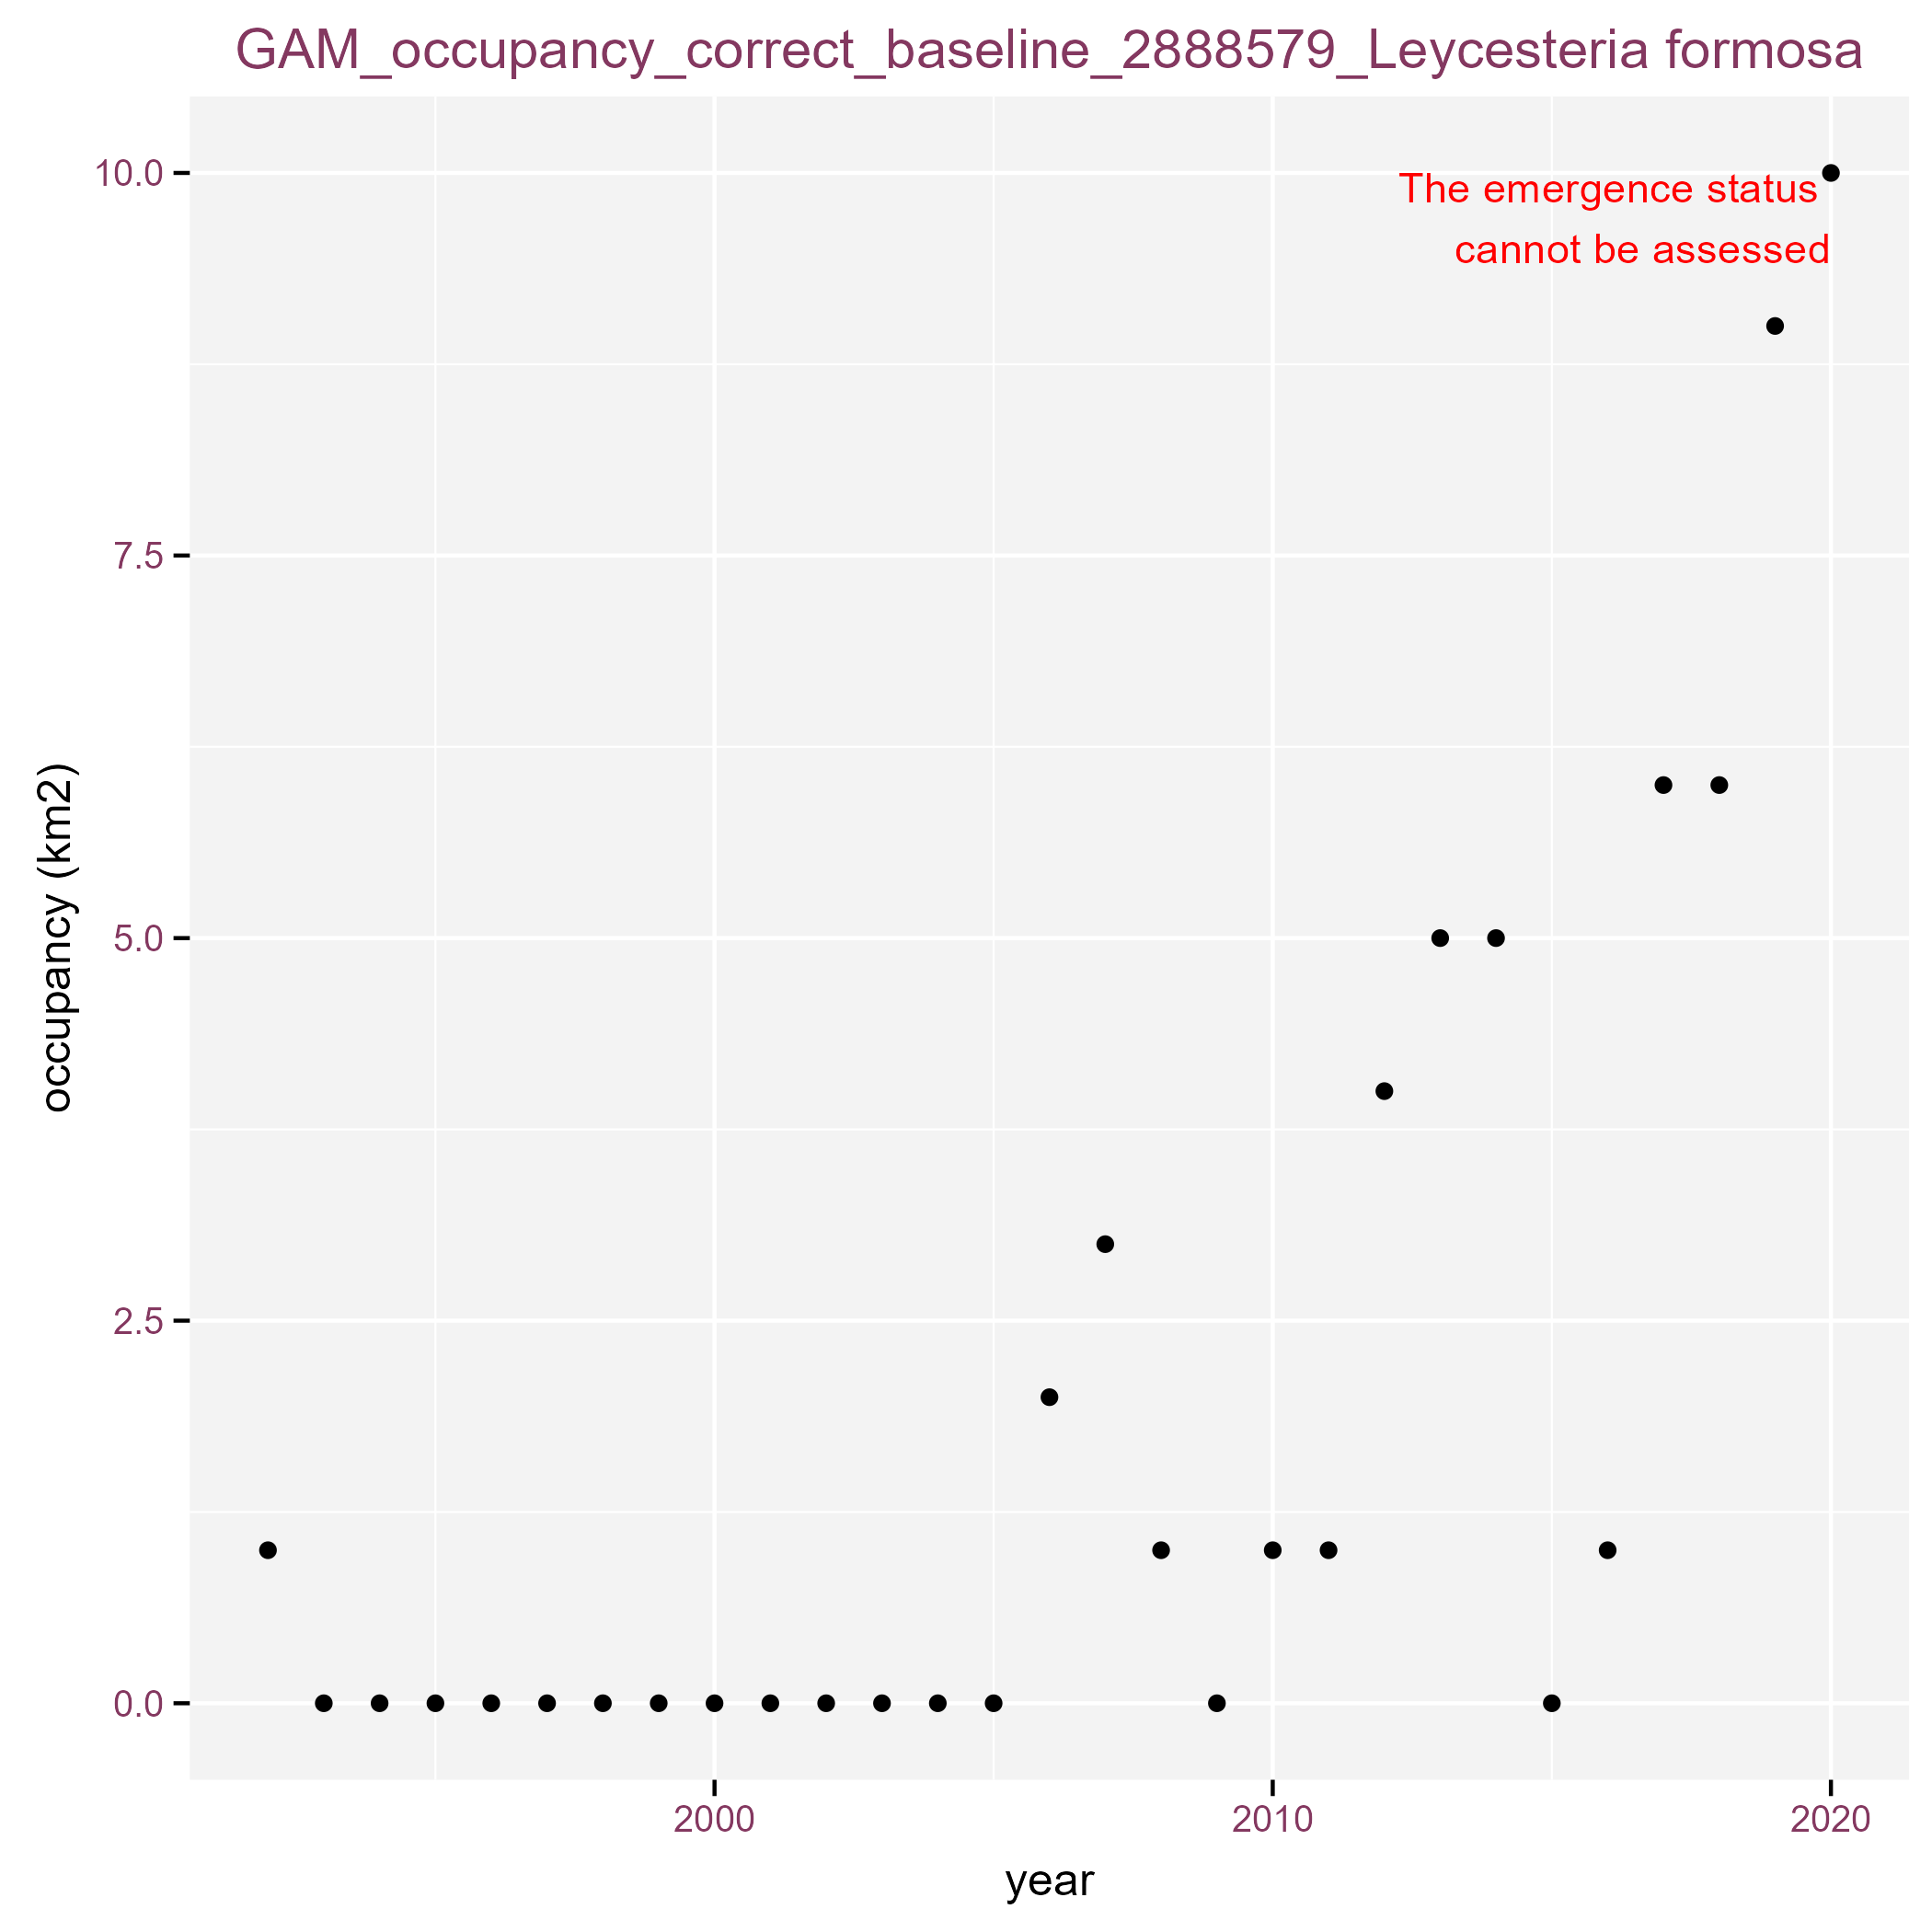 GAM_occupancy_correct_baseline_2888579_Leycesteria formosa
10.0
The emergence status
cannot be assessed
7.5
5.0
2.5
0.0
occupancy (km2)
2000 2010 2020
year